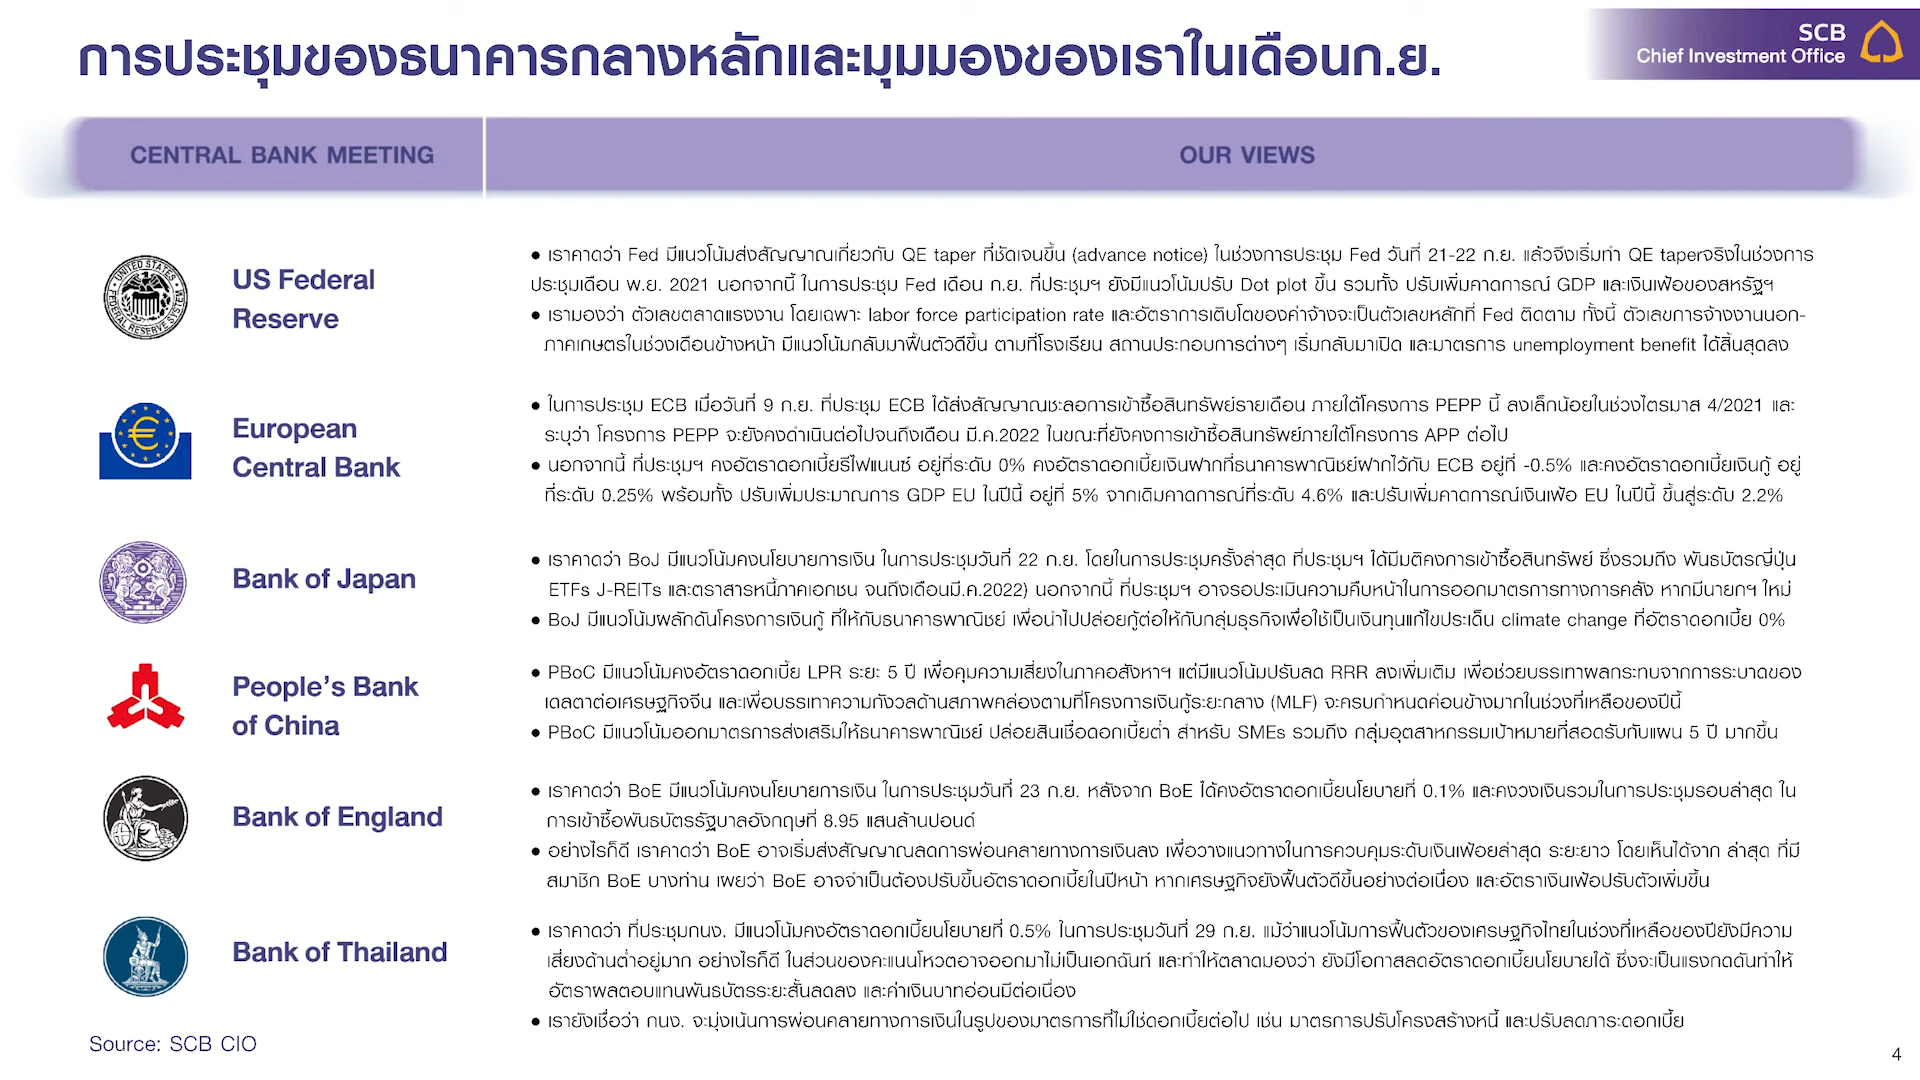 การประชุมของธนาคารกลางหลักและมุมมองของเราในเดือนก.ย.
SCB
Chief Investment Office
CENTRAL BANK MEETING
OUR VIEWS
US Federal
Reserve
● เราคาดว่า Fed มีแนวโน้มส่งสัญญาณเกี่ยวกับ QE taper ที่ชัดเจนขึ้น (advance notice) ในช่วงการประชุม Fed วันที่ 21-22 ก.ย. แล้วจึงเริ่มทำ QE taperจริงในช่วงการ
ประชุมเดือน พ.ย. 2021 นอกจากนี้ ในการประชุม Fed เดือน ก.ย. ที่ประชุมฯ ยังมีแนวโน้มปรับ Dot plot ขึ้น รวมทั้ง ปรับเพิ่มคาดการณ์ GDP และเงินเฟ้อของสหรัฐฯ
● เรามองว่า ตัวเลขตลาดแรงงาน โดยเฉพาะ labor force participation rate และอัตราการเติบโตของค่าจ้างจะเป็นตัวเลขหลักที่ Fed ติดตาม ทั้งนี้ ตัวเลขการจ้างงานนอก-
ภาคเกษตรในช่วงเดือนข้างหน้า มีแนวโน้มกลับมาฟื้นตัวดีขึ้น ตามที่โรงเรียน สถานประกอบการต่างๆ เริ่มกลับมาเปิด และมาตรการ unemployment benefit ได้สิ้นสุดลง
European
Central Bank
● ในการประชุม ECB เมื่อวันที่ 9 ก.ย. ที่ประชุม ECB ได้ส่งสัญญาณชะลอการเข้าซื้อสินทรัพย์รายเดือน ภายใต้โครงการ PEPP นี้ ลงเล็กน้อยในช่วงไตรมาส 4/2021 และ
ระบุว่า โครงการ PEPP จะยังคงดำเนินต่อไปจนถึงเดือน มี.ค.2022 ในขณะที่ยังคงการเข้าซื้อสินทรัพย์ภายใต้โครงการ APP ต่อไป
● นอกจากนี้ ที่ประชุมฯ คงอัตราดอกเบี้ยรีไฟแนนซ์ อยู่ที่ระดับ 0% คงอัตราดอกเบี้ยเงินฝากที่ธนาคารพาณิชย์ฝากไว้กับ ECB อยู่ที่ -0.5% และคงอัตราดอกเบี้ยเงินกู้ อยู่
ที่ระดับ 0.25% พร้อมทั้ง ปรับเพิ่มประมาณการ GDP EU ในปีนี้ อยู่ที่ 5% จากเดิมคาดการณ์ที่ระดับ 4.6% และปรับเพิ่มคาดการณ์เงินเฟ้อ EU ในปีนี้ ขึ้นสู่ระดับ 2.2%
Bank of Japan
● เราคาดว่า BoJ มีแนวโน้มคงนโยบายการเงิน ในการประชุมวันที่ 22 ก.ย. โดยในการประชุมครั้งล่าสุด ที่ประชุมฯ ได้มีมติคงการเข้าซื้อสินทรัพย์ ซึ่งรวมถึง พันธบัตรญี่ปุ่น
ETFs J-REITs และตราสารหนี้ภาคเอกชน จนถึงเดือนมี.ค.2022) นอกจากนี้ ที่ประชุมฯ อาจรอประเมินความคืบหน้าในการออกมาตรการทางการคลัง หากมีนายกฯ ใหม่
● BoJ มีแนวโน้มผลักดันโครงการเงินกู้ ที่ให้กับธนาคารพาณิชย์ เพื่อนำไปปล่อยกู้ต่อให้กับกลุ่มธุรกิจเพื่อใช้เป็นเงินทุนแก้ไขประเด็น climate change ที่อัตราดอกเบี้ย 0%
People's Bank
of China
● PBoC มีแนวโน้มคงอัตราดอกเบี้ย LPR ระยะ 5 ปี เพื่อคุมความเสี่ยงในภาคอสังหาฯ แต่มีแนวโน้มปรับลด RRR ลงเพิ่มเติม เพื่อช่วยบรรเทาผลกระทบจากการระบาดของ
เดลตาต่อเศรษฐกิจจีน และเพื่อบรรเทาความกังวลด้านสภาพคล่องตามที่โครงการเงินกู้ระยะกลาง (MLF) จะครบกำหนดค่อนข้างมากในช่วงที่เหลือของปีนี้
● PBoC มีแนวโน้มออกมาตรการส่งเสริมให้ธนาคารพาณิชย์ ปล่อยสินเชื่อดอกเบี้ยต่ำ สำหรับ SMEs รวมถึง กลุ่มอุตสาหกรรมเป้าหมายที่สอดรับกับแผน 5 ปี มากขึ้น
Bank of England
● เราคาดว่า BoE มีแนวโน้มคงนโยบายการเงิน ในการประชุมวันที่ 23 ก.ย. หลังจาก BoE ได้คงอัตราดอกเบี้ยนโยบายที่ 0.1% และคงวงเงินรวมในการประชุมรอบล่าสุด ใน
การเข้าซื้อพันธบัตรรัฐบาลอังกฤษที่ 8.95 แสนล้านปอนด์
● อย่างไรก็ดี เราคาดว่า BoE อาจเริ่มส่งสัญญาณลดการผ่อนคลายทางการเงินลง เพื่อวางแนวทางในการควบคุมระดับเงินเฟ้อยล่าสุด ระยะยาว โดยเห็นได้จาก ล่าสุด ที่มี
สมาชิก BoE บางท่าน เผยว่า BoE อาจจำเป็นต้องปรับขึ้นอัตราดอกเบี้ยในปีหน้า หากเศรษฐกิจยังฟื้นตัวดีขึ้นอย่างต่อเนื่อง และอัตราเงินเฟ้อปรับตัวเพิ่มขึ้น
Bank of Thailand
● เราคาดว่า ที่ประชุมกนง. มีแนวโน้มคงอัตราดอกเบี้ยนโยบายที่ 0.5% ในการประชุมวันที่ 29 ก.ย. แม้ว่าแนวโน้มการฟื้นตัวของเศรษฐกิจไทยในช่วงที่เหลือของปียังมีความ
เสี่ยงด้านต่ำอยู่มาก อย่างไรก็ดี ในส่วนของคะแนนโหวตอาจออกมาไม่เป็นเอกฉันท์ และทำให้ตลาดมองว่า ยังมีโอกาสลดอัตราดอกเบี้ยนโยบายได้ ซึ่งจะเป็นแรงกดดันทำให้
อัตราผลตอบแทนพันธบัตรระยะสั้นลดลง และค่าเงินบาทอ่อนมีต่อเนื่อง
● เรายังเชื่อว่า กนง. จะมุ่งเน้นการผ่อนคลายทางการเงินในรูปของมาตรการที่ไม่ใช่ดอกเบี้ยต่อไป เช่น มาตรการปรับโครงสร้างหนี้ และปรับลดภาระดอกเบี้ย
Source: SCB CIO
4